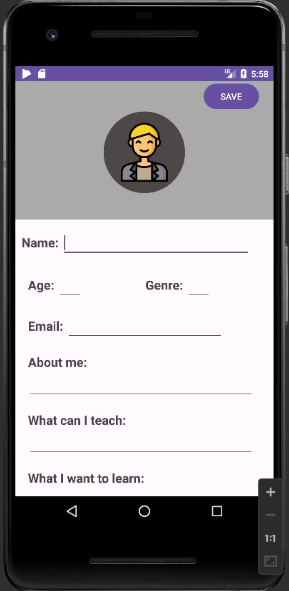 5:58
SAVE
Name:
Age: Genre:
Email:
About me:
What can I teach:
What I want to learn:
1:1